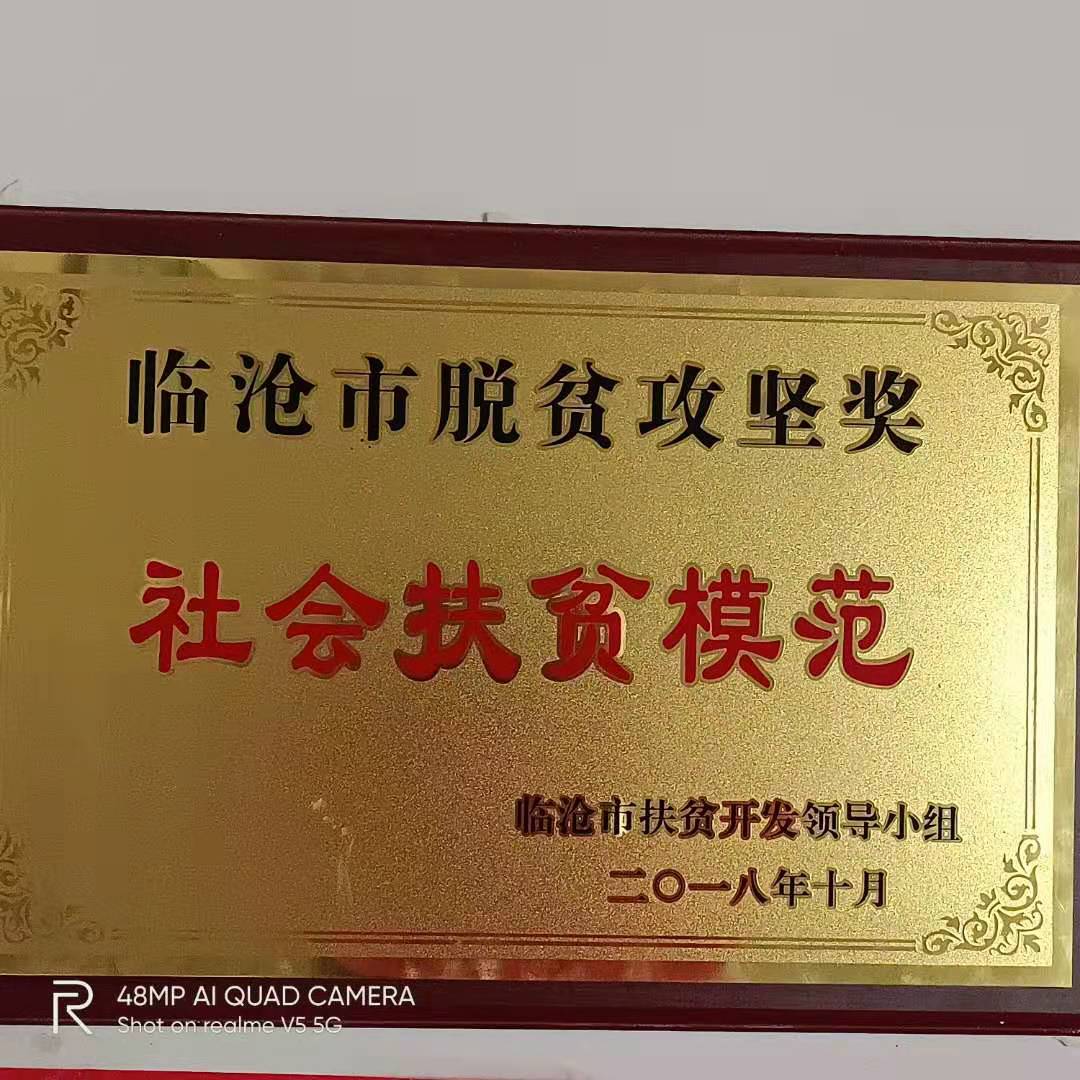 临沧市脱贫攻坚奖
社会扶贫模范
临沧市扶贫开发领导小组
二〇一八年十月
48MP AI QUAD CAMERA
Shot on realme V5 5G